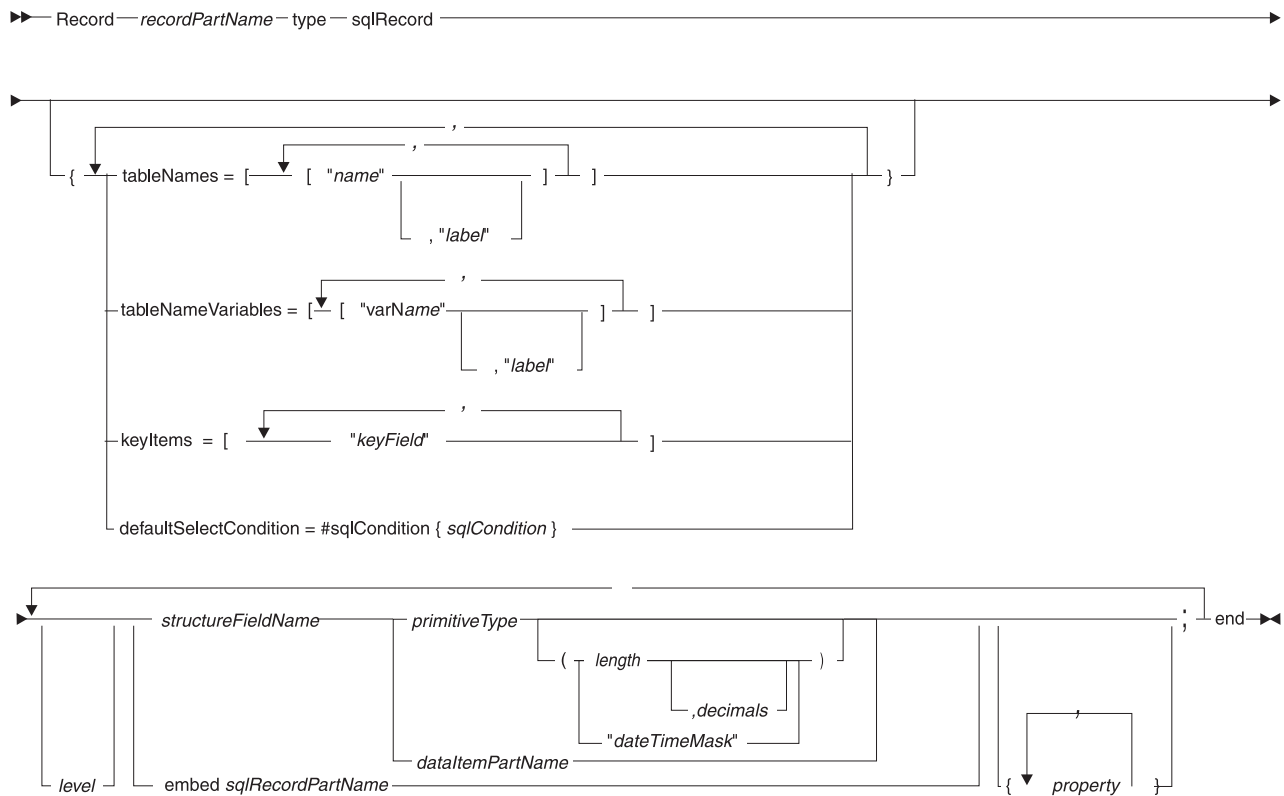 Record recordPartName type sqlRecord
,
,
{ tableNames = [ [ "name" ] ] }
, "label"
,
tableNameVariables = [ [ "varName" ] ]
, "label"
,
keyItems = [ "keyField" ]
defaultSelectCondition = #sqlCondition { sqlCondition }
structureFieldName primitiveType ; end
( length )
,decimals
"dateTimeMask"
,
dataItemPartName
level embed sqlRecordPartName { property }